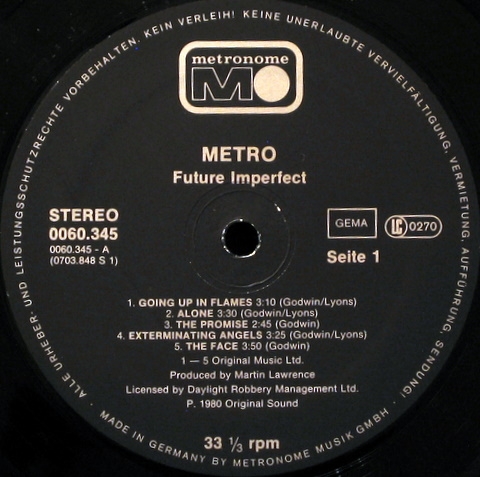 ALLE URHEBER- UND LEISTUNGSSCHUTZRECHTE VORBEHALTEN. KEIN VERLEIH! KEINE UNERLAUBTE VERVIELFÄLTIGUNG, VERMIETUNG, AUFFÜHRUNG, SENDUNG!
metronome
M
METRO
Future Imperfect
STEREO
0060.345
0060.345 - A
(0703.848 S 1)
GEMA
LC 0270
Seite 1
1. GOING UP IN FLAMES 3:10 (Godwin/Lyons)
2. ALONE 3:30 (Godwin/Lyons)
3. THE PROMISE 2:45 (Godwin)
4. EXTERMINATING ANGELS 3:25 (Godwin/Lyons)
5. THE FACE 3:50 (Godwin)
1 — 5 Original Music Ltd.
Produced by Martin Lawrence
Licensed by Daylight Robbery Management Ltd.
P. 1980 Original Sound
33 ⅓ rpm
· MADE IN GERMANY BY METRONOME MUSIK GMBH ·